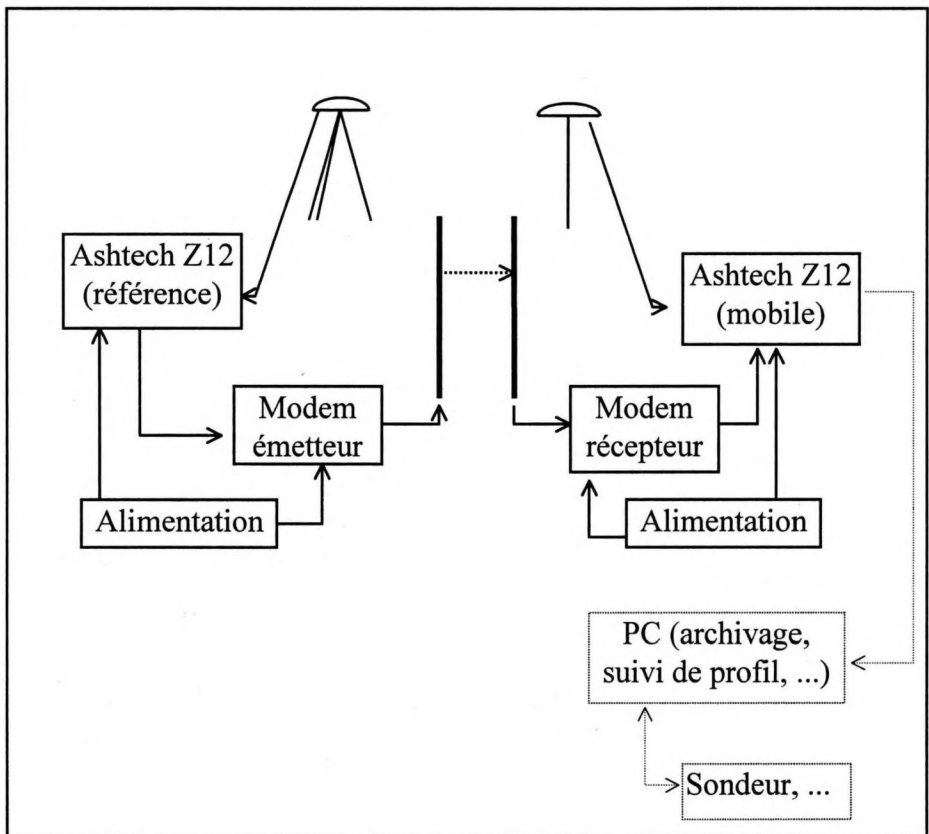 Ashtech Z12
(référence)
Ashtech Z12
(mobile)
Modem
émetteur
Modem
récepteur
Alimentation
Alimentation
PC (archivage,
suivi de profil, ...)
Sondeur, ...